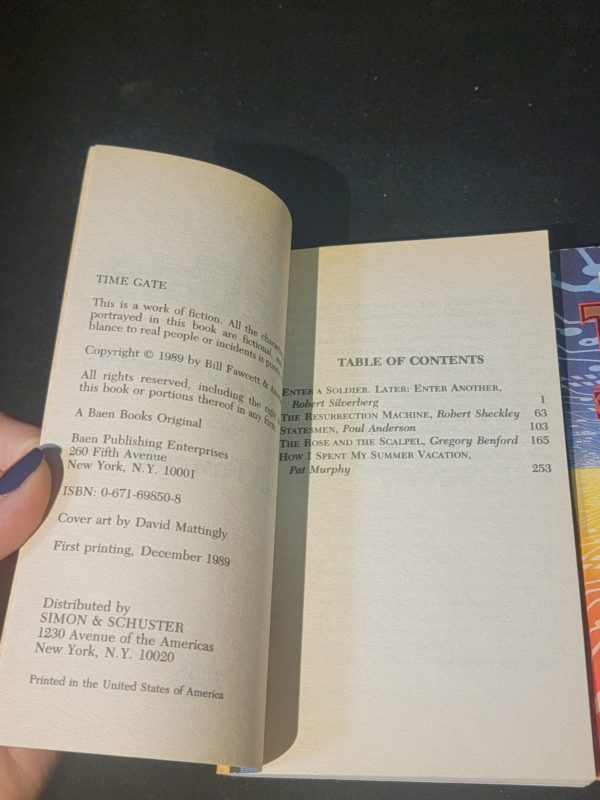 TIME GATE
This is a work of fiction. All the
portrayed in this book are fictional,
blance to real people or incidents is
Copyright © 1989 by Bill Fawcett &
All rights reserved, including the right
this book or portions thereof in any form
A Baen Books Original
Baen Publishing Enterprises
260 Fifth Avenue
New York, N.Y. 10001
ISBN: 0-671-69850-8
Cover art by David Mattingly
First printing, December 1989
Distributed by
SIMON & SCHUSTER
1230 Avenue of the Americas
New York, N.Y. 10020
Printed in the United States of America
TABLE OF CONTENTS
ENTER A SOLDIER. LATER: ENTER ANOTHER,
Robert Silverberg 1
THE RESURRECTION MACHINE, Robert Sheckley 63
STATESMEN, Poul Anderson 103
THE ROSE AND THE SCALPEL, Gregory Benford 165
HOW I SPENT MY SUMMER VACATION,
Pat Murphy 253